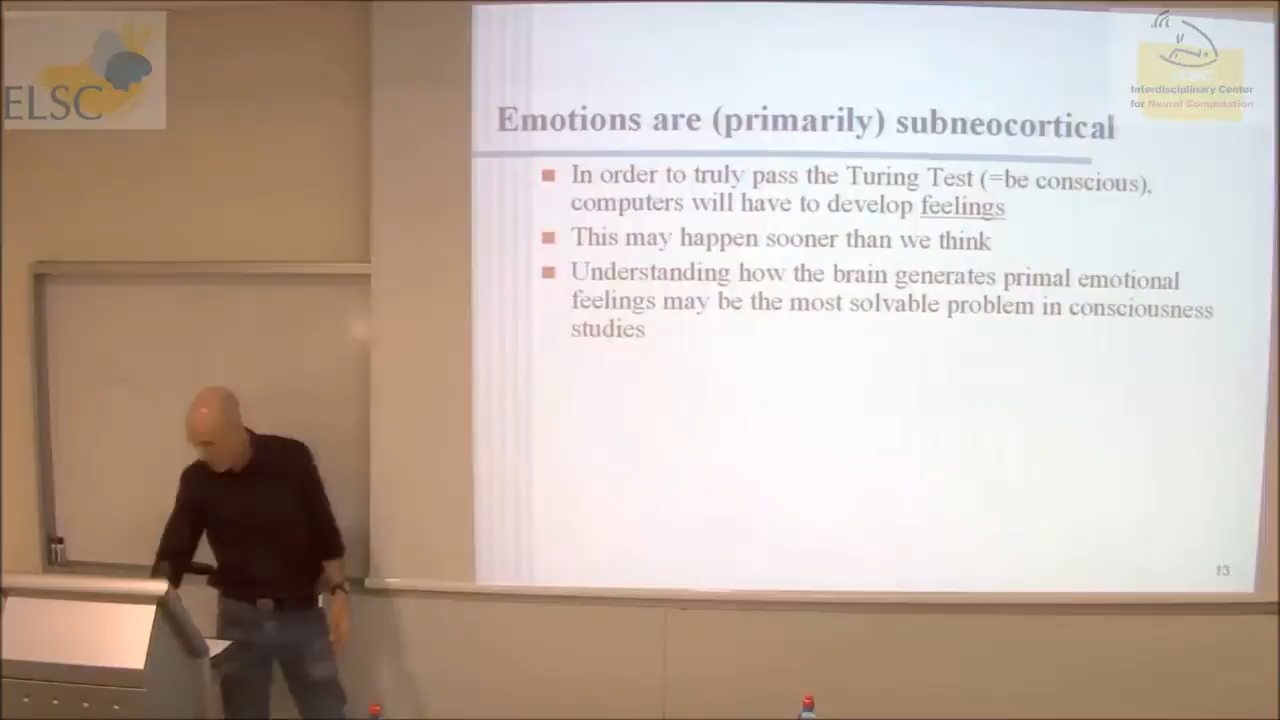 ELSC
Interdisciplinary Center
for Neural Computation
Emotions are (primarily) subneocortical
In order to truly pass the Turing Test (=be conscious),
computers will have to develop feelings
This may happen sooner than we think
Understanding how the brain generates primal emotional
feelings may be the most solvable problem in consciousness
studies
13